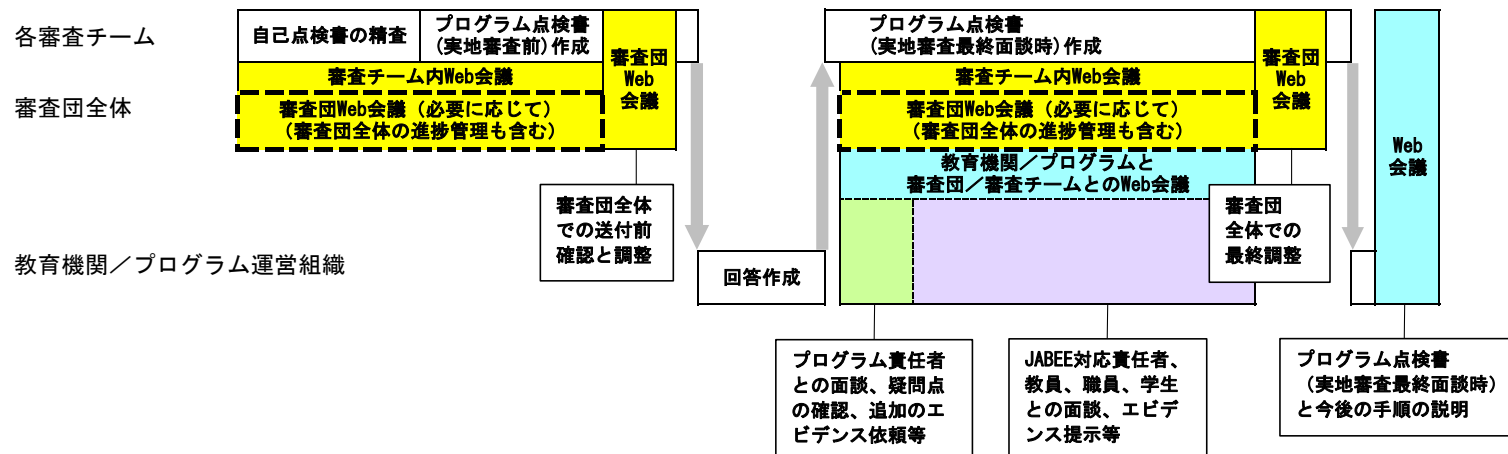 各審査チーム
自己点検書の精査
プログラム点検書
(実地審査前)作成
審査団
Web
会議
審査チーム内Web会議
審査団全体
審査団Web会議（必要に応じて）
（審査団全体の進捗管理も含む）
審査団全体
での送付前
確認と調整
教育機関／プログラム運営組織
回答作成
プログラム点検書
(実地審査最終面談時)作成
審査チーム内Web会議
審査団Web会議（必要に応じて）
（審査団全体の進捗管理も含む）
教育機関／プログラムと
審査団／審査チームとのWeb会議
審査団
Web
会議
審査団
全体での
最終調整
Web
会議
プログラム責任者
との面談、疑問点
の確認、追加のエ
ビデンス依頼等
JABEE対応責任者、
教員、職員、学生
との面談、エビデ
ンス提示等
プログラム点検書
（実地審査最終面談時）
と今後の手順の説明